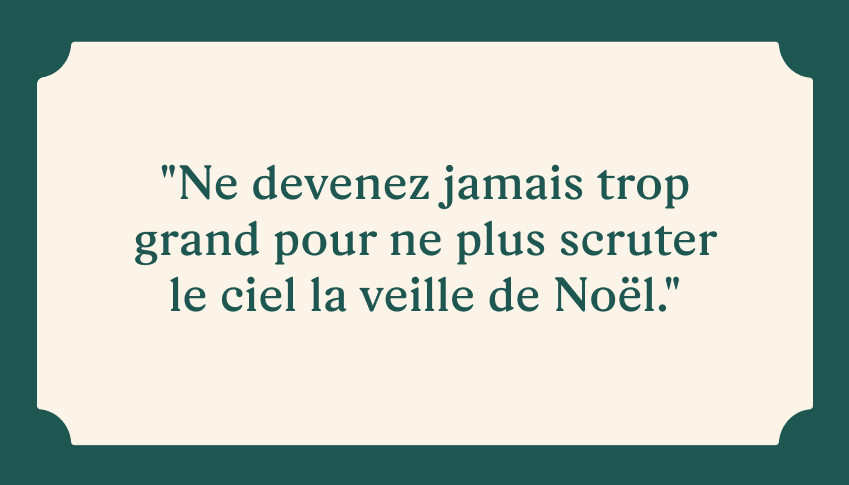 "Ne devenez jamais trop
grand pour ne plus scruter
le ciel la veille de Noël."